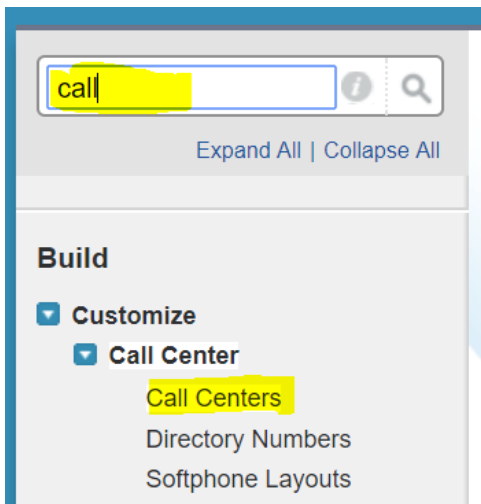 call
Expand All | Collapse All
Build
Customize
Call Center
Call Centers
Directory Numbers
Softphone Layouts